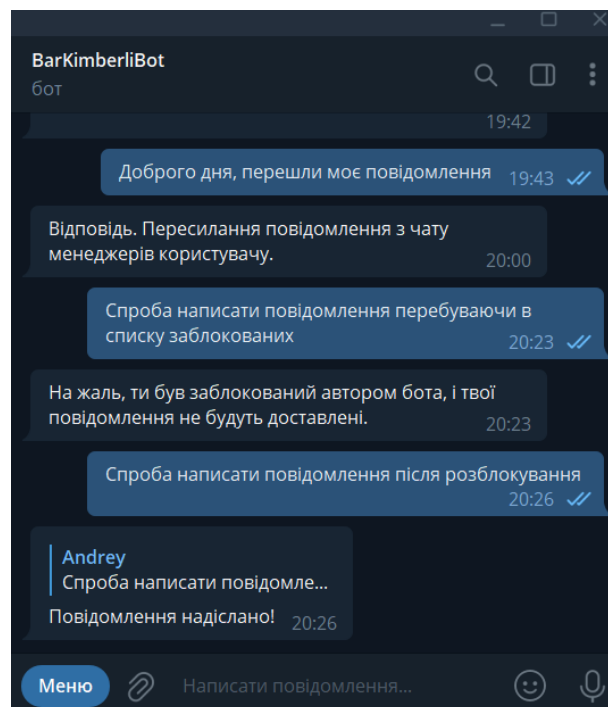 BarKimberliBot
бот
19:42
Доброго дня, перешли моє повідомлення 19:43
Відповідь. Пересилання повідомлення з чату
менеджерів користувачу. 20:00
Спроба написати повідомлення перебуваючи в
списку заблокованих 20:23
На жаль, ти був заблокований автором бота, і твої
повідомлення не будуть доставлені. 20:23
Спроба написати повідомлення після розблокування
20:26
Andrey
Спроба написати повідомле...
Повідомлення надіслано! 20:26
Меню Написати повідомлення...